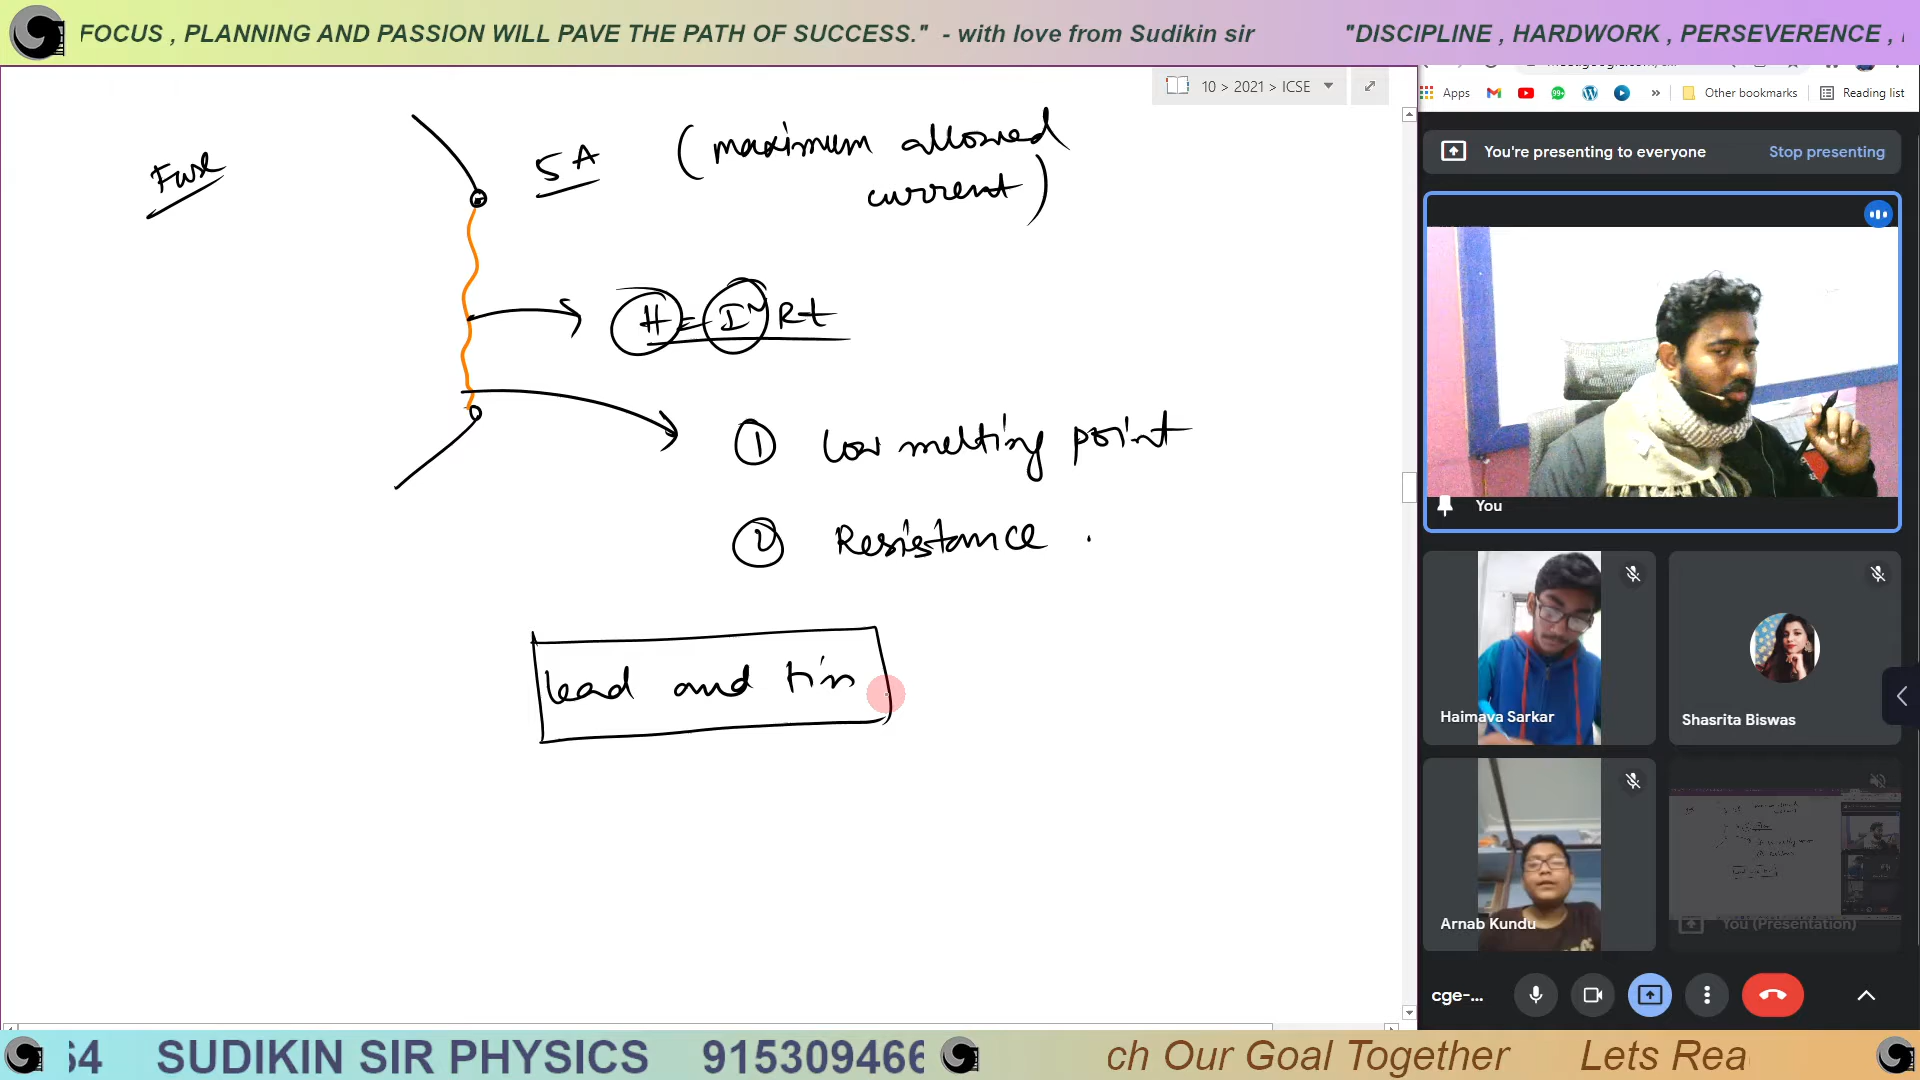 FOCUS , PLANNING AND PASSION WILL PAVE THE PATH OF SUCCESS." - with love from Sudikin sir "DISCIPLINE , HARDWORK , PERSEVERENCE ,
10 > 2021 > ICSE
Fuse
5A (maximum allowed
current)
H = I² Rt
① Low melting point
② Resistance .
lead and tin
Apps
99+
»
Other bookmarks
Reading list
You're presenting to everyone
Stop presenting
You
Haimava Sarkar
Shasrita Biswas
Arnab Kundu
You (Presentation)
cge-...
64 SUDIKIN SIR PHYSICS 915309466
ch Our Goal Together Lets Rea